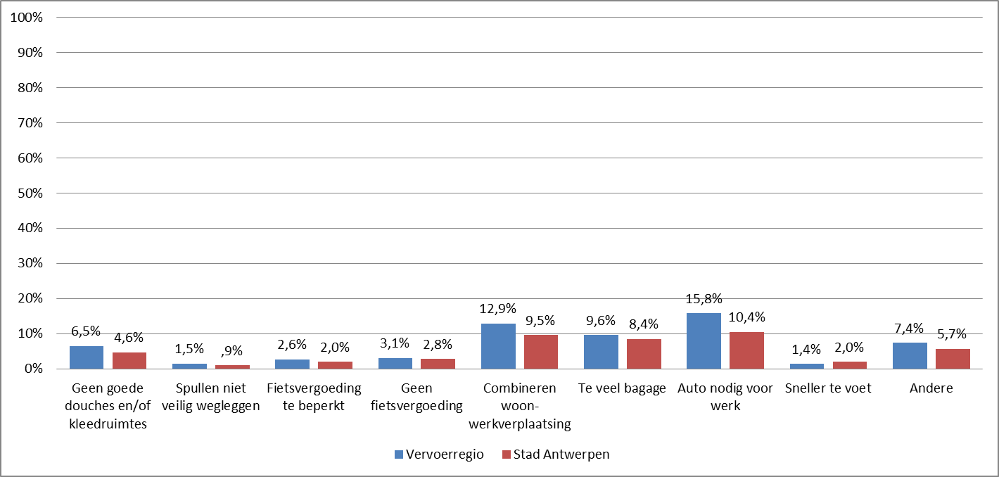 100%
90%
80%
70%
60%
50%
40%
30%
20%
10%
0%
6,5%
4,6%
1,5%
,9%
2,6%
2,0%
3,1%
2,8%
12,9%
9,5%
9,6%
8,4%
15,8%
10,4%
1,4%
2,0%
7,4%
5,7%
Geen goede
douches en/of
kleedruimtes
Spullen niet
veilig wegleggen
Fietsvergoeding
te beperkt
Geen
fietsvergoeding
Combineren
woon-
werkverplaatsing
Te veel bagage
Auto nodig voor
werk
Sneller te voet
Andere
Vervoerregio
Stad Antwerpen